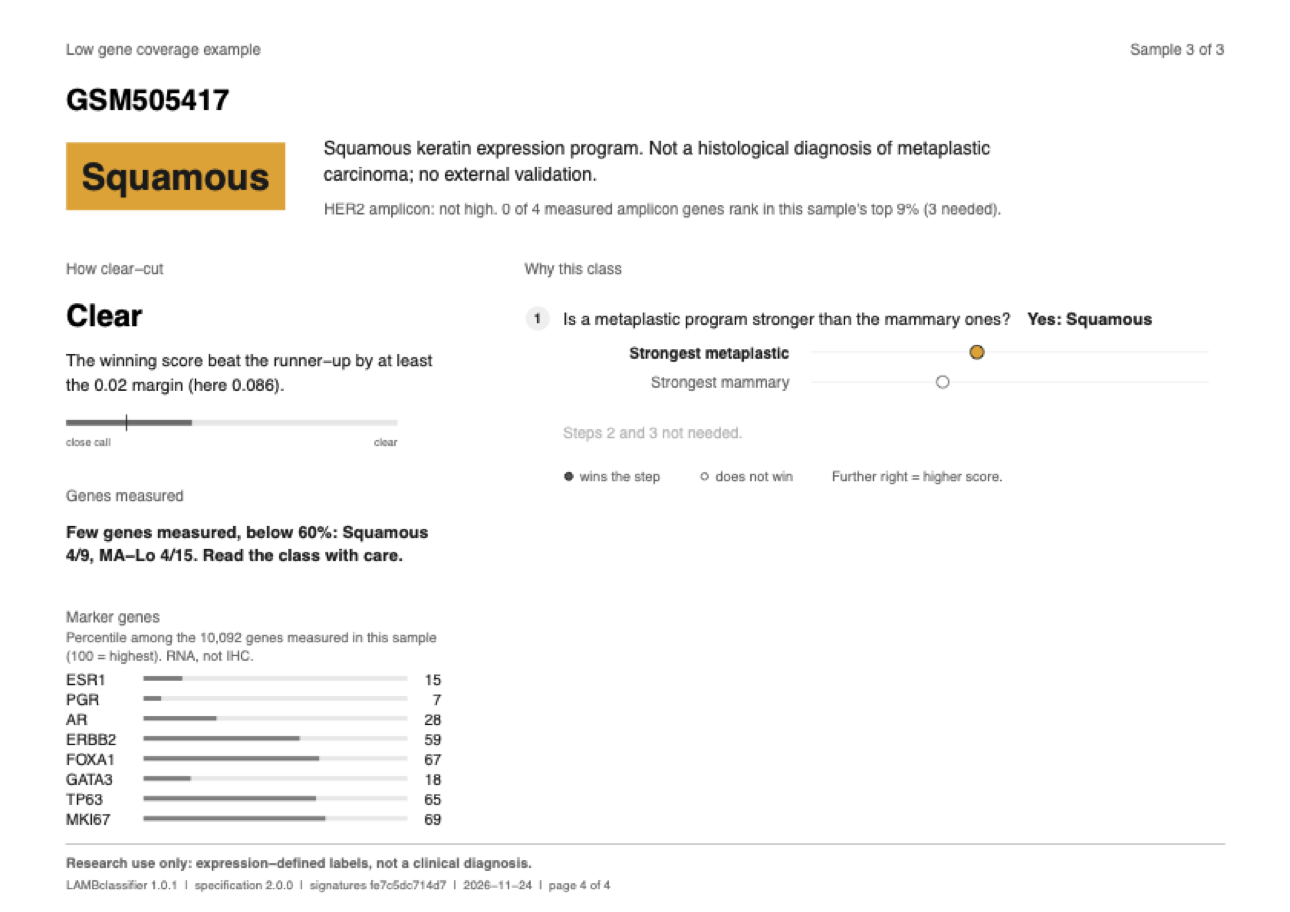 Low gene coverage example
Sample 3 of 3
GSM505417
Squamous
Squamous keratin expression program. Not a histological diagnosis of metaplastic
carcinoma; no external validation.
HER2 amplicon: not high. 0 of 4 measured amplicon genes rank in this sample's top 9% (3 needed).
How clear–cut
Clear
The winning score beat the runner–up by at least
the 0.02 margin (here 0.086).
close call
clear
Genes measured
Few genes measured, below 60%: Squamous
4/9, MA–Lo 4/15. Read the class with care.
Marker genes
Percentile among the 10,092 genes measured in this sample
(100 = highest). RNA, not IHC.
ESR1 15
PGR 7
AR 28
ERBB2 59
FOXA1 67
GATA3 18
TP63 65
MKI67 69
Why this class
1 Is a metaplastic program stronger than the mammary ones? Yes: Squamous
Strongest metaplastic
Strongest mammary
Steps 2 and 3 not needed.
wins the step does not win Further right = higher score.
Research use only: expression–defined labels, not a clinical diagnosis.
LAMBclassifier 1.0.1 | specification 2.0.0 | signatures fe7c5dc714d7 | 2026–11–24 | page 4 of 4